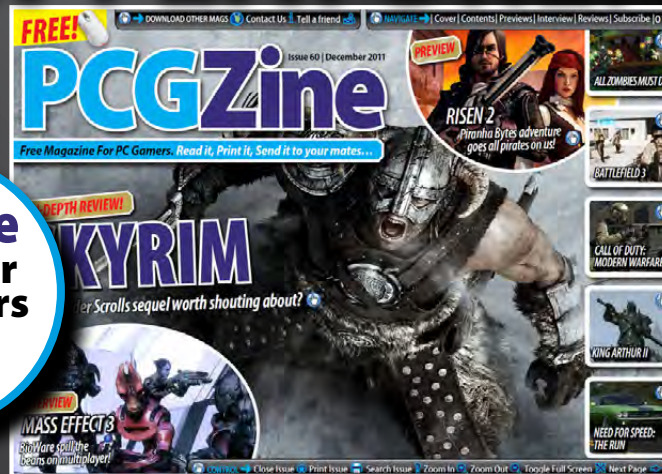 DOWNLOAD OTHER MAGS Contact Us Tell a friend
NAVIGATE Cover | Contents | Previews | Interview | Reviews | Subscribe |
FREE!
Issue 60 | December 2011
PCGZine
Free Magazine For PC Gamers. Read it, Print it, Send it to your mates…
PREVIEW
RISEN 2
Piranha Bytes adventure
goes all pirates on us!
ALL ZOMBIES MUST
BATTLEFIELD 3
CALL OF DUTY:
MODERN WARFARE
KING ARTHUR II
NEED FOR SPEED:
THE RUN
DEPTH REVIEW!
KYRIM
Scrolls sequel worth shouting about?
MASS EFFECT 3
BioWare spill the
beans on multiplayer!
CONTROL Close Issue Print Issue Search Issue Zoom In Zoom Out Toggle Full Screen Next Page